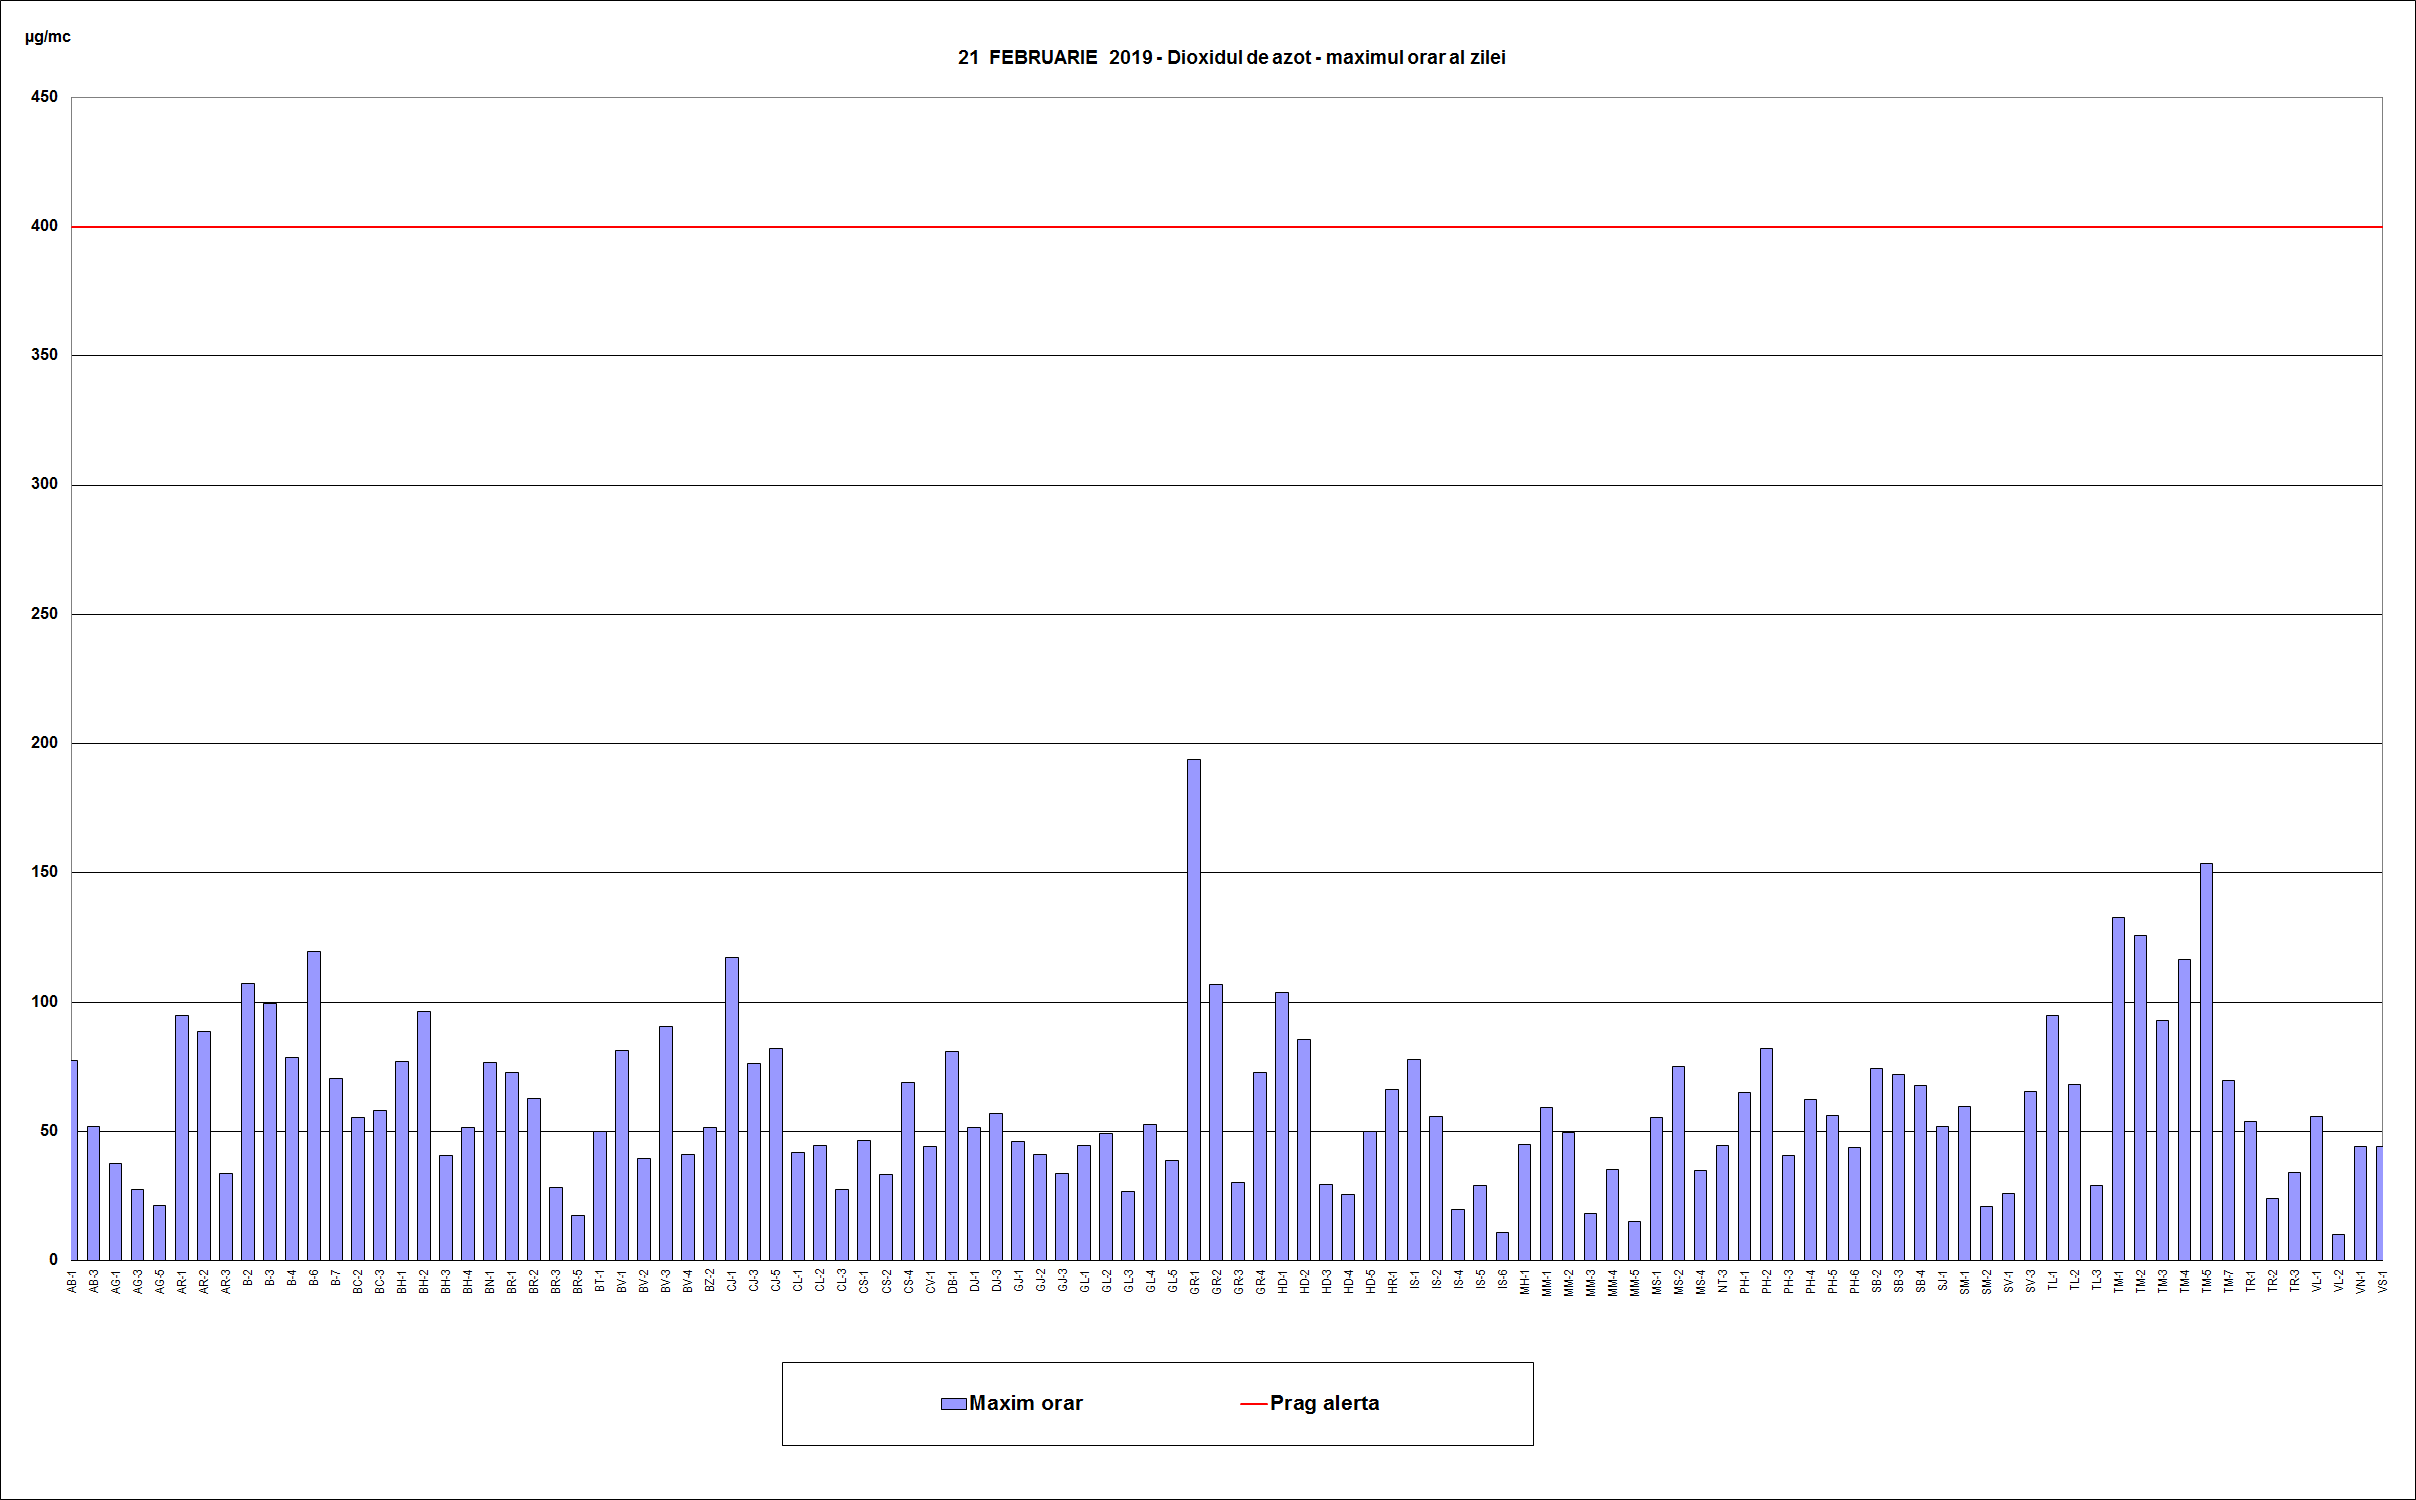 µg/mc
21 FEBRUARIE 2019 - Dioxidul de azot - maximul orar al zilei
450
400
350
300
250
200
150
100
50
0
AB-1 AB-3 AG-1 AG-3 AG-5 AR-1 AR-2 AR-3 B-2 B-3 B-4 B-6 B-7 BC-2 BC-3 BH-1 BH-2 BH-3 BH-4 BN-1 BR-1 BR-2 BR-3 BR-5 BT-1 BV-1 BV-2 BV-3 BV-4 BZ-2 CJ-1 CJ-3 CJ-5 CL-1 CL-2 CL-3 CS-1 CS-2 CS-4 CV-1 DB-1 DJ-1 DJ-3 GJ-1 GJ-2 GJ-3 GL-1 GL-2 GL-3 GL-4 GL-5 GR-1 GR-2 GR-3 GR-4 HD-1 HD-2 HD-3 HD-4 HD-5 HR-1 IS-1 IS-2 IS-4 IS-5 IS-6 MH-1 MM-1 MM-2 MM-3 MM-4 MM-5 MS-1 MS-2 MS-4 NT-3 PH-1 PH-2 PH-3 PH-4 PH-5 PH-6 SB-2 SB-3 SB-4 SJ-1 SM-1 SM-2 SV-1 SV-3 TL-1 TL-2 TL-3 TM-1 TM-2 TM-3 TM-4 TM-5 TM-7 TR-1 TR-2 TR-3 VL-1 VL-2 VN-1 VS-1
Maxim orar
Prag alerta